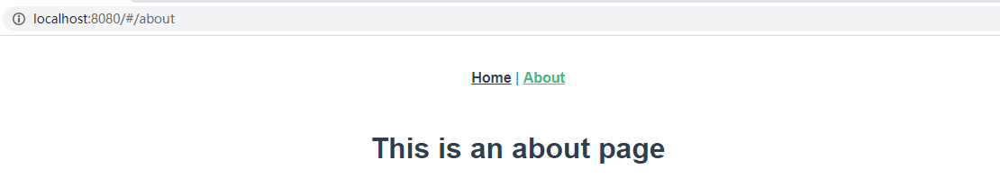 localhost:8080/#/about
Home | About
This is an about page